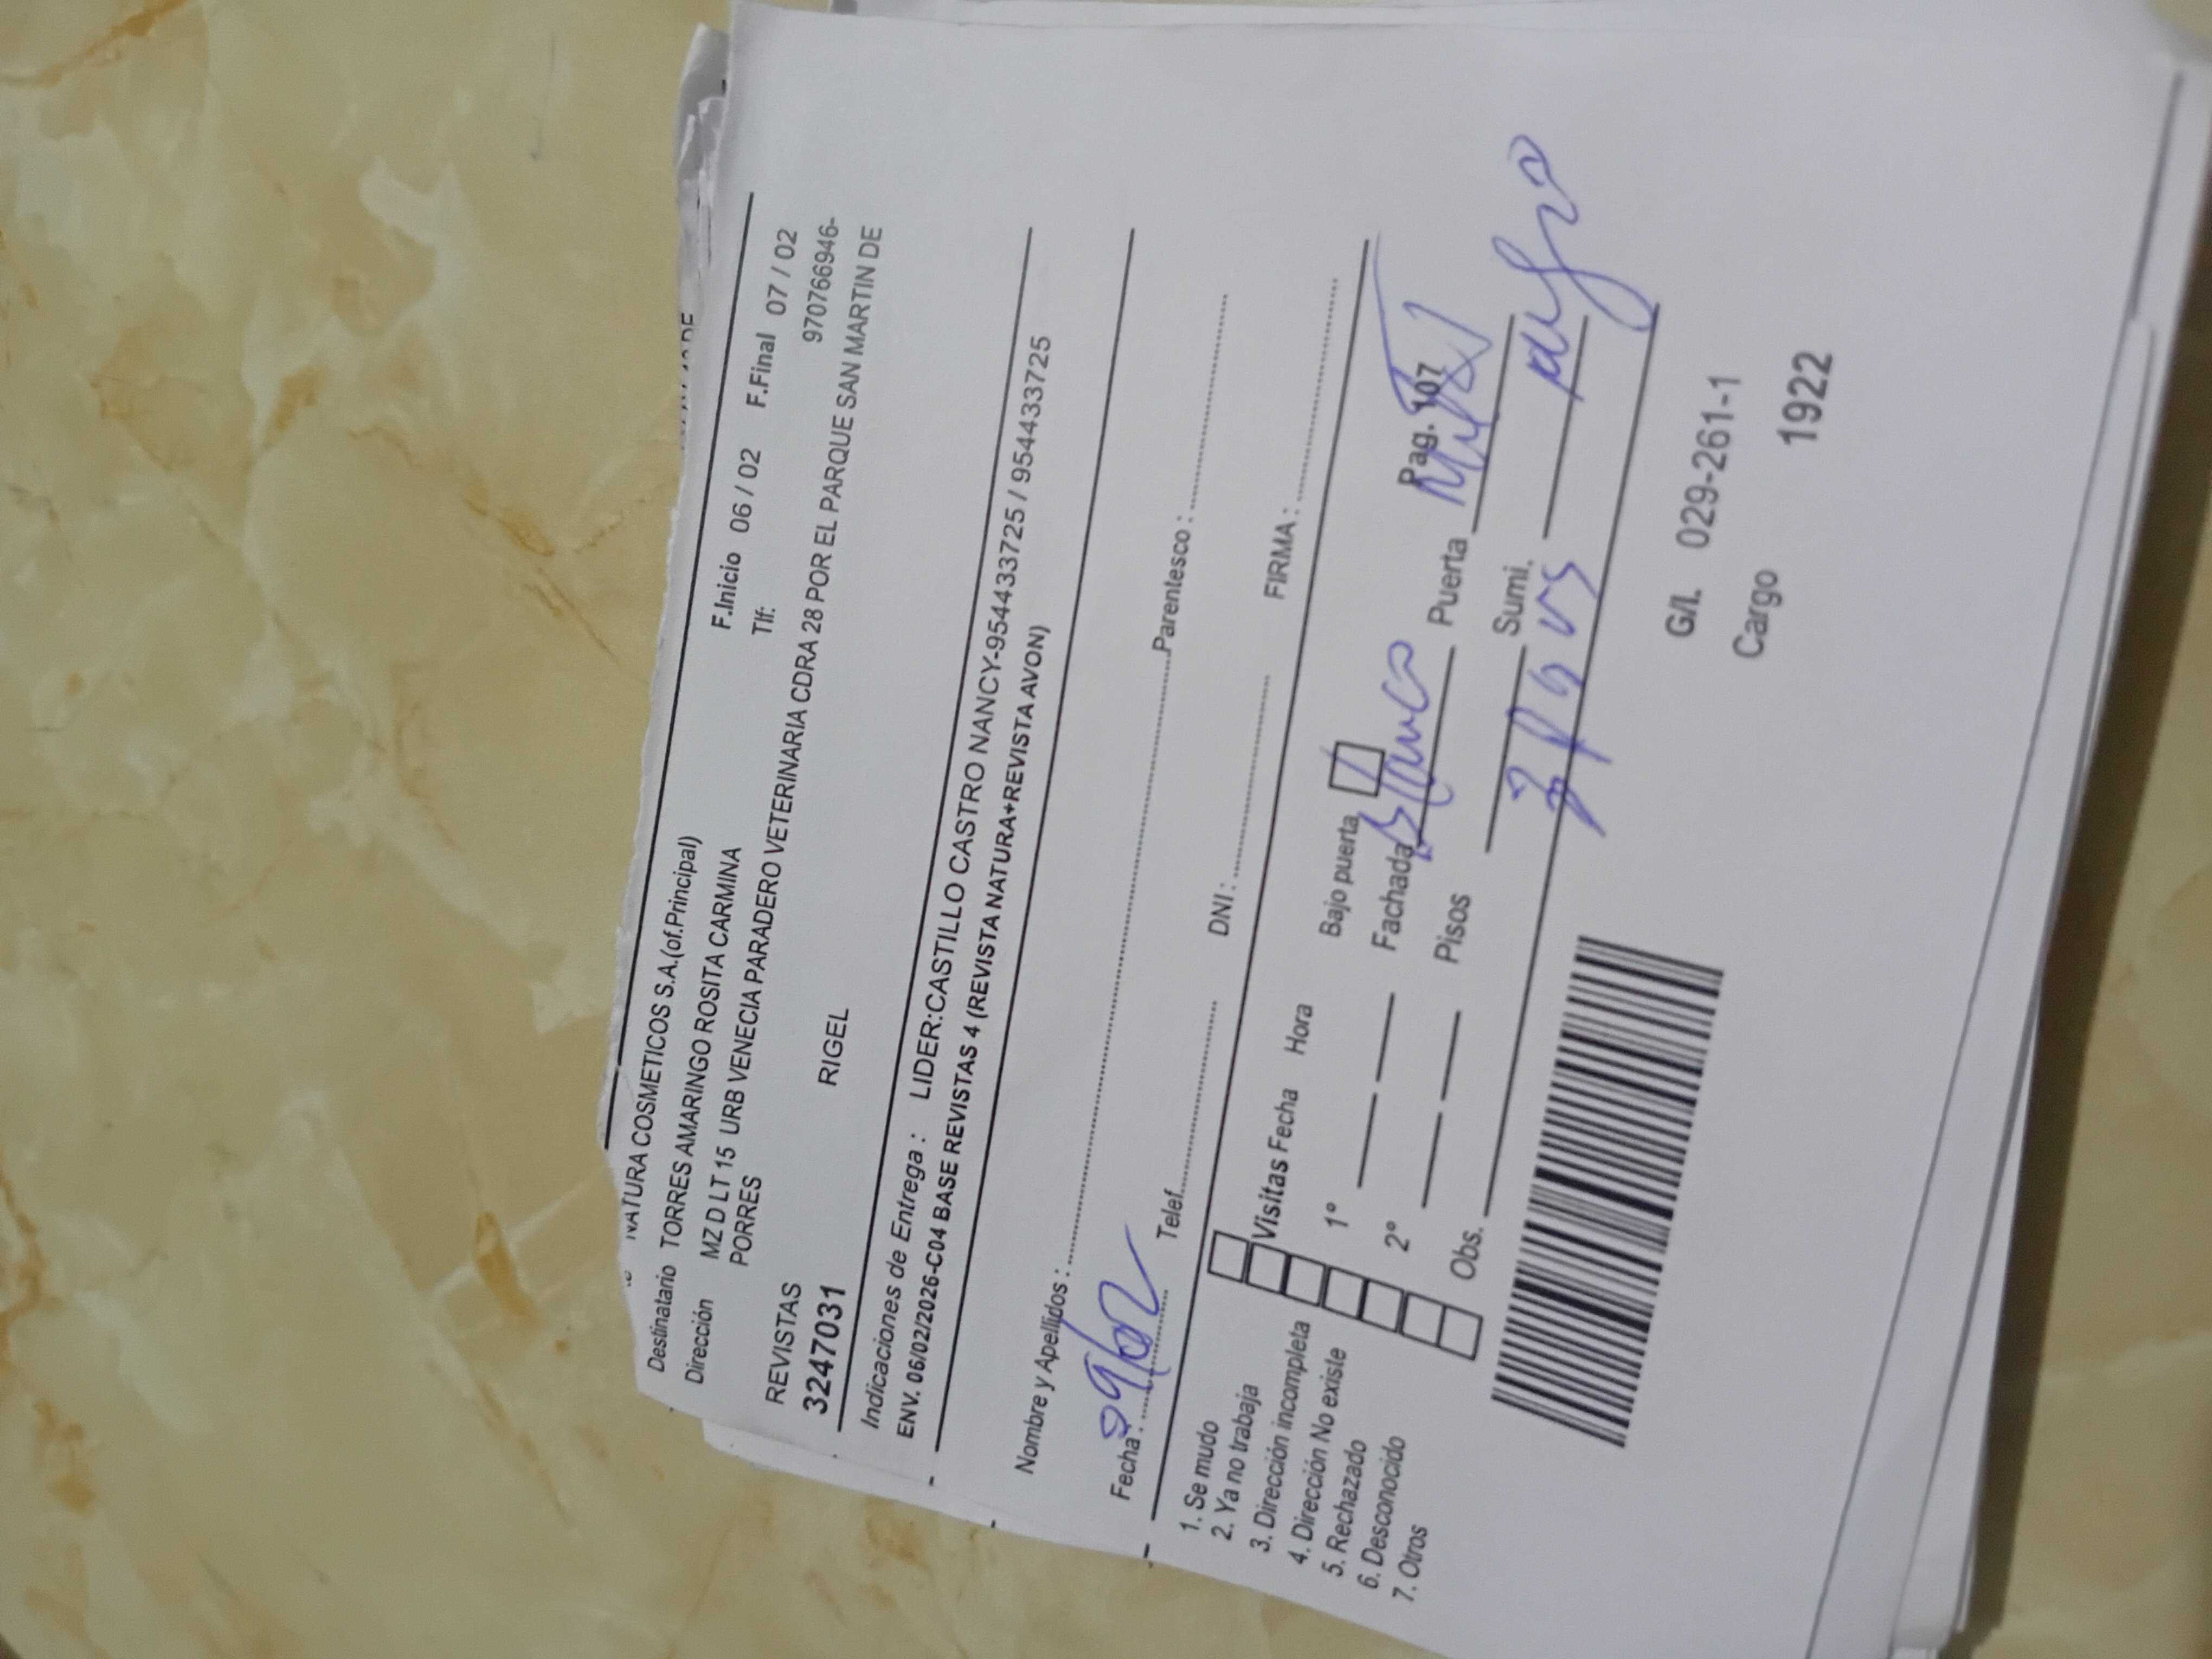 NATURA COSMETICOS S.A.(of.Principal)
Destinatario TORRES AMARINGO ROSITA CARMINA F.Inicio 06 / 02 F.Final 07 / 02
Dirección MZ D LT 15 URB VENECIA PARADERO VETERINARIA CDRA 28 POR EL PARQUE SAN MARTIN DE PORRES
Tlf: 970766946-
REVISTAS
32247031 RIGEL
Indicaciones de Entrega : LIDER:CASTILLO CASTRO NANCY-954433725 / 954433725 / 954433725
ENV. 06/02/2026-C04 BASE REVISTAS 4 (REVISTA NATURA+REVISTA AVON)
Nombre y Apellidos :
Parentesco :
Fecha : 09/02 Telef. DNI : FIRMA :
1. Se mudo
2. Ya no trabaja
3. Dirección incompleta
4. Dirección No existe
5. Rechazado
6. Desconocido
7. Otros
Visitas Fecha Hora
1°
2°
Obs.
Bajo puerta
Fachada Blanco Puerta
Pisos Sumi.
Pag. 107
G/I. 029-261-1
Cargo 1922